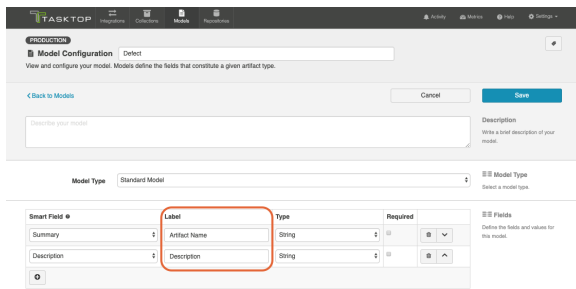 TASKTOP
Integrations
Collections
Models
Repositories
Activity
Metrics
Help
Settings
PRODUCTION
Model Configuration
Defect
View and configure your model. Models define the fields that constitute a given artifact type.
Back to Models
Cancel
Save
Describe your model
Description
Write a brief description of your
model.
Model Type
Standard Model
Model Type
Select a model type.
Smart Field
Label
Type
Required
Fields
Define the fields and values for
this model.
Summary
Artifact Name
String
Description
Description
String